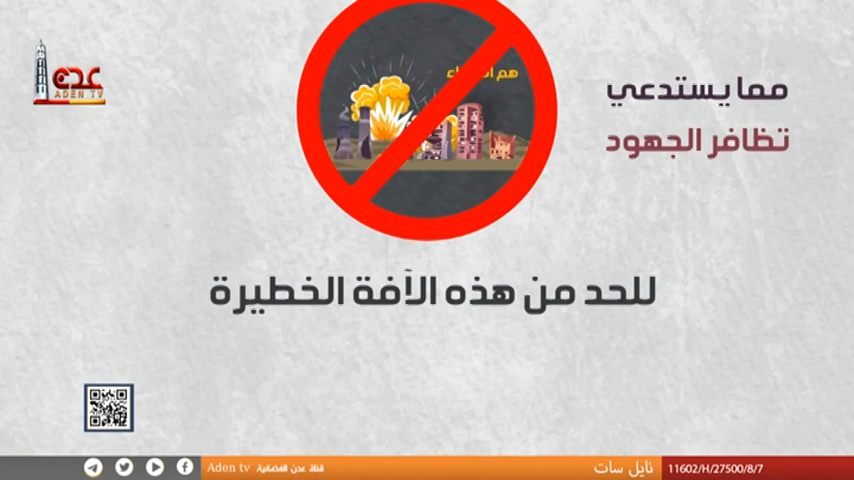 عدن
ADEN TV
هم
مما يستدعي
تظافر الجهود
للحد من هذه الآفة الخطيرة
Aden tv قناة عدن الفضائية
نايل سات
11602/H/27500/8/7